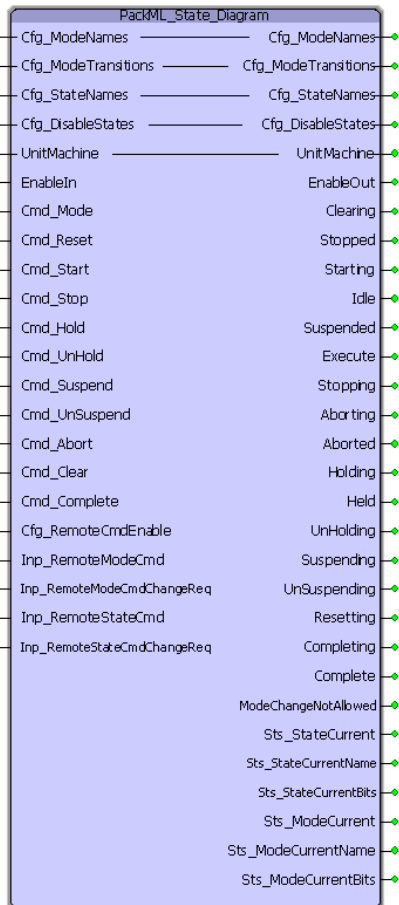 PackML_State_Diagram
Cfg_ModeNames Cfg_ModeNames
Cfg_ModeTransitions Cfg_ModeTransitions
Cfg_StateNames Cfg_StateNames
Cfg_DisableStates Cfg_DisableStates
UnitMachine UnitMachine
EnableIn EnableOut
Cmd_Mode Clearing
Cmd_Reset Stopped
Cmd_Start Starting
Cmd_Stop Idle
Cmd_Hold Suspended
Cmd_UnHold Execute
Cmd_Suspend Stopping
Cmd_UnSuspend Aborting
Cmd_Abort Aborted
Cmd_Clear Holding
Cmd_Complete Held
Cfg_RemoteCmdEnable UnHolding
Inp_RemoteModeCmd Suspending
Inp_RemoteModeCmdChangeReq UnSuspending
Inp_RemoteStateCmd Resetting
Inp_RemoteStateCmdChangeReq Completing
Complete
ModeChangeNotAllowed
Sts_StateCurrent
Sts_StateCurrentName
Sts_StateCurrentBits
Sts_ModeCurrent
Sts_ModeCurrentName
Sts_ModeCurrentBits